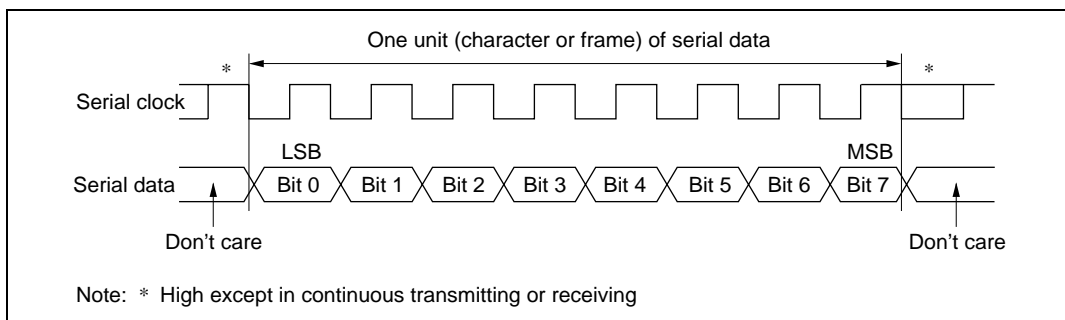 One unit (character or frame) of serial data
* *
Serial clock
LSB MSB
Serial data Bit 0 Bit 1 Bit 2 Bit 3 Bit 4 Bit 5 Bit 6 Bit 7
Don't care Don't care
Note: * High except in continuous transmitting or receiving